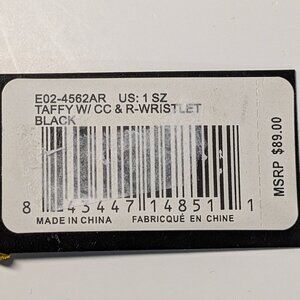 E02-4562AR US: 1 SZ
TAFFY W/ CC & R-WRISTLET
BLACK
8 43447 14851 1
MADE IN CHINA FABRIQUÉ EN CHINE
MSRP $89.00